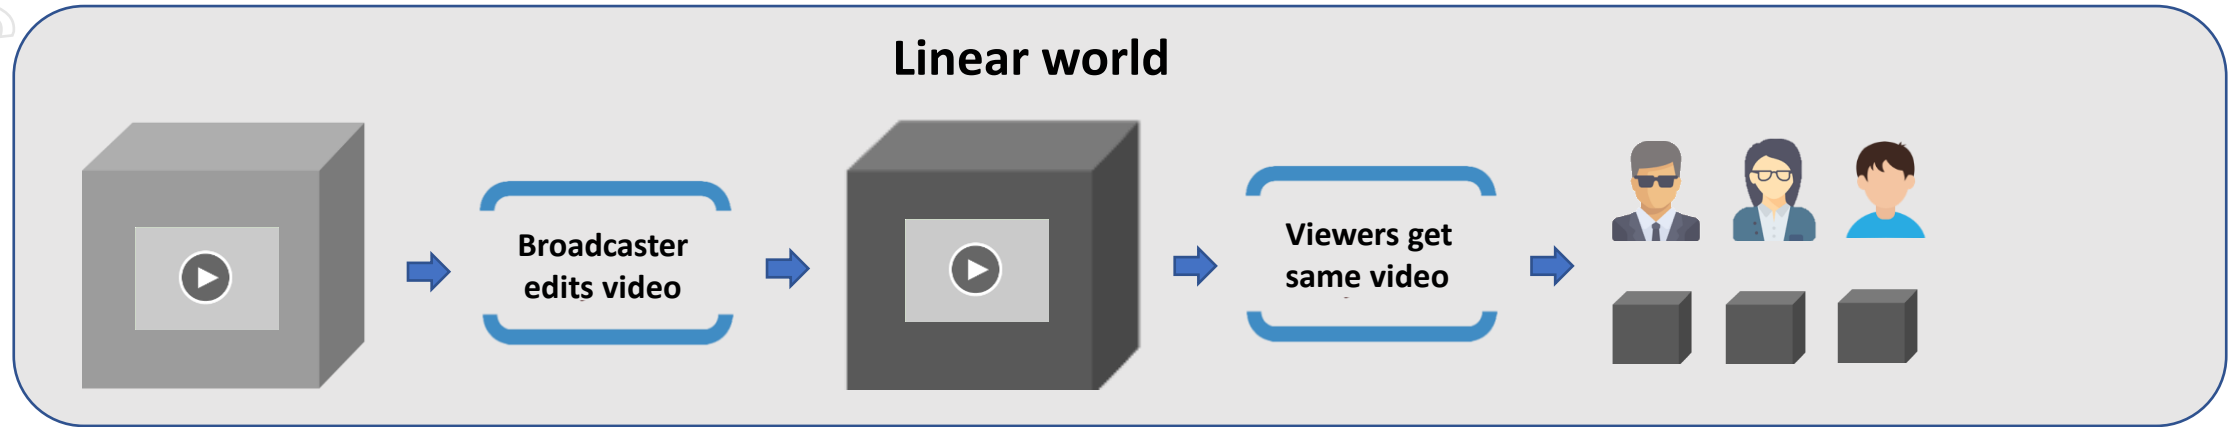 Linear world
Broadcaster
edits video
Viewers get
same video